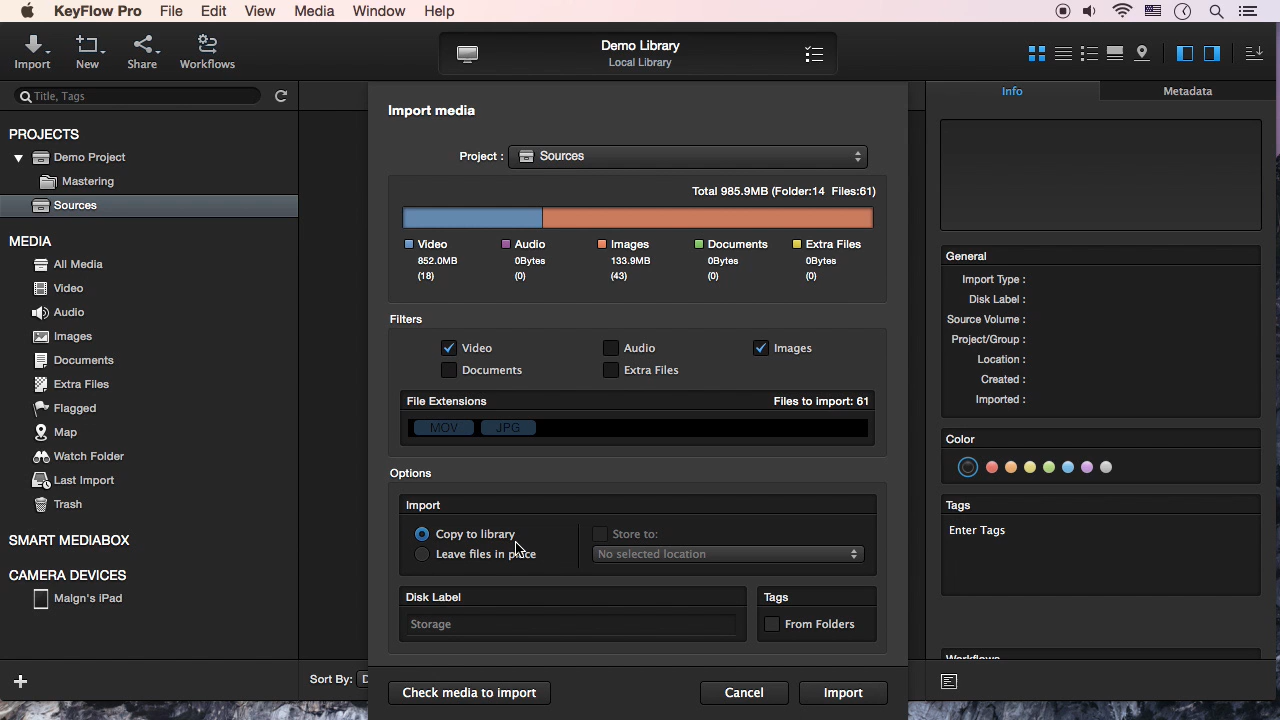 KeyFlow Pro File Edit View Media Window Help
Import New Share Workflows
Demo Library
Local Library
Title, Tags
PROJECTS
Demo Project
Mastering
Sources
MEDIA
All Media
Video
Audio
Images
Documents
Extra Files
Flagged
Map
Watch Folder
Last Import
Trash
SMART MEDIABOX
CAMERA DEVICES
Malgn's iPad
Import media
Project : Sources
Total 985.9MB (Folder:14 Files:61)
Video Audio Images Documents Extra Files
852.0MB 0Bytes 133.9MB 0Bytes 0Bytes
(18) (0) (43) (0) (0)
Filters
Video Audio Images
Documents Extra Files
File Extensions Files to import: 61
MOV JPG
Options
Import
Copy to library Store to:
Leave files in place No selected location
Disk Label Tags
Storage From Folders
Check media to import Cancel Import
Sort By:
Info Metadata
General
Import Type :
Disk Label :
Source Volume :
Project/Group :
Location :
Created :
Imported :
Color
Tags
Enter Tags
Workflows